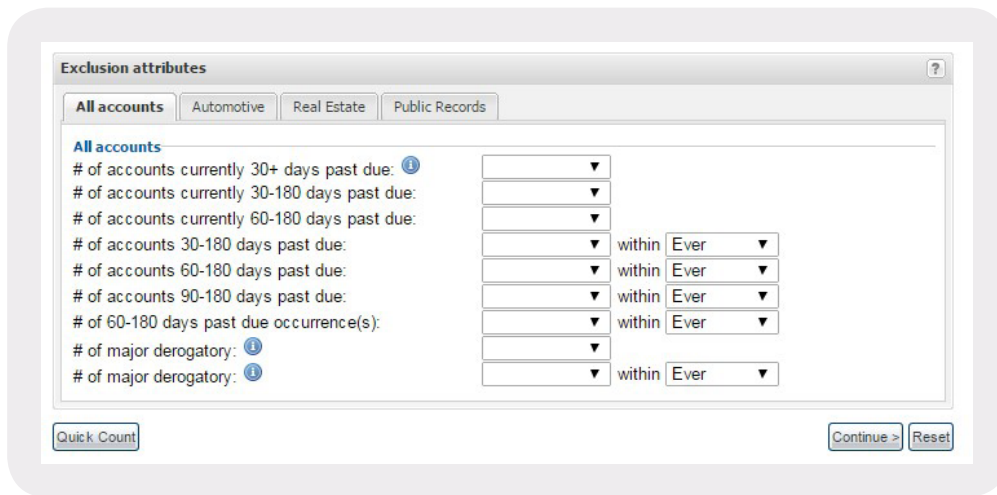 Exclusion attributes ?
All accounts Automotive Real Estate Public Records
All accounts
# of accounts currently 30+ days past due: i
# of accounts currently 30-180 days past due:
# of accounts currently 60-180 days past due:
# of accounts 30-180 days past due: within Ever
# of accounts 60-180 days past due: within Ever
# of accounts 90-180 days past due: within Ever
# of 60-180 days past due occurrence(s): within Ever
# of major derogatory: i
# of major derogatory: i within Ever
Quick Count Continue > Reset